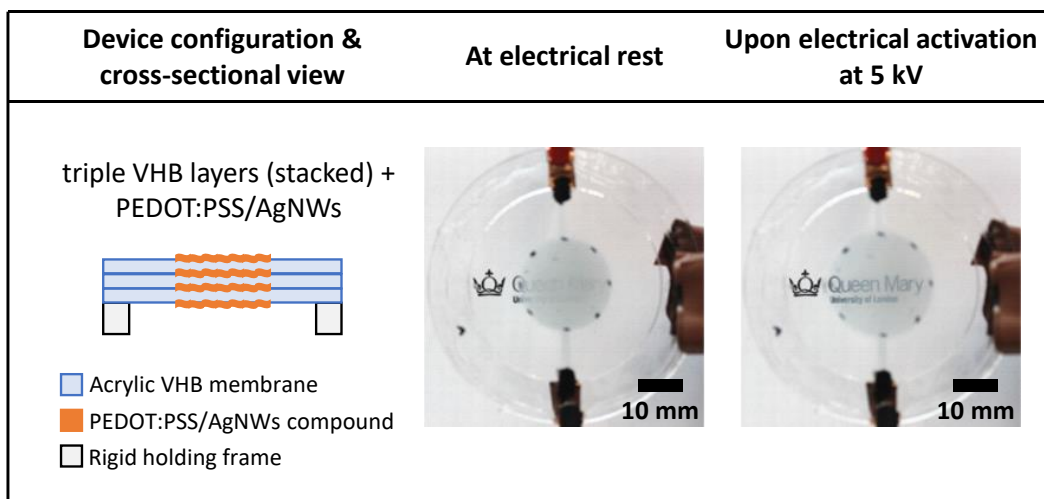 Device configuration &
cross-sectional view
At electrical rest
Upon electrical activation
at 5 kV
triple VHB layers (stacked) +
PEDOT:PSS/AgNWs
Acrylic VHB membrane
PEDOT:PSS/AgNWs compound
Rigid holding frame
Queen Mary
10 mm
Queen Mary
University of London
10 mm